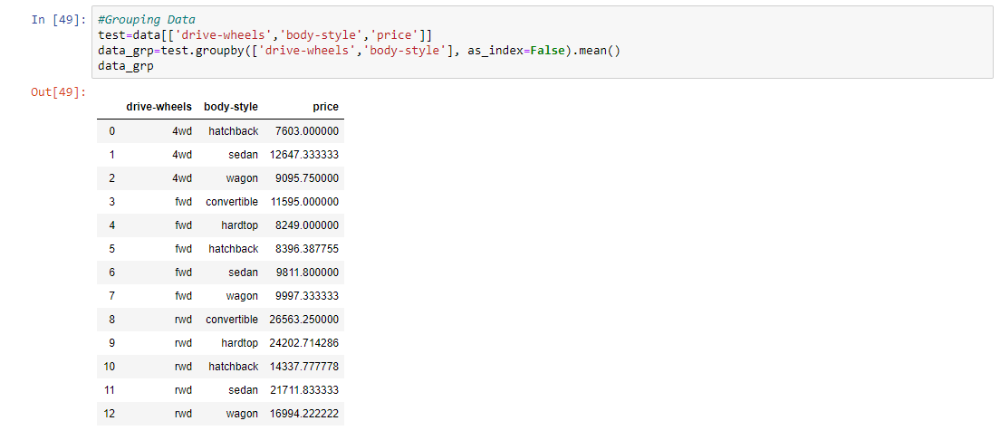 In [49]: #Grouping Data
test=data[['drive-wheels','body-style','price']]
data_grp=test.groupby(['drive-wheels','body-style'], as_index=False).mean()
data_grp
Out[49]:
drive-wheels body-style price
0 4wd hatchback 7603.000000
1 4wd sedan 12647.333333
2 4wd wagon 9095.750000
3 fwd convertible 11595.000000
4 fwd hardtop 8249.000000
5 fwd hatchback 8396.387755
6 fwd sedan 9811.800000
7 fwd wagon 9997.333333
8 rwd convertible 26563.250000
9 rwd hardtop 24202.714286
10 rwd hatchback 14337.777778
11 rwd sedan 21711.833333
12 rwd wagon 16994.222222